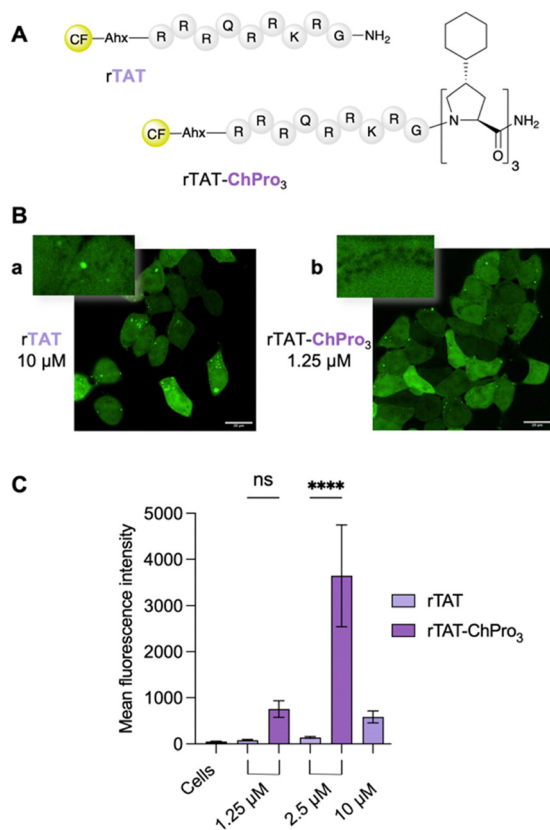 A
CF Ahx R R R Q R R K R G NH₂
rTAT
CF Ahx R R R Q R R K R G N O NH₂ 3
rTAT-ChPro₃
B
a
rTAT
10 µM
b
rTAT-ChPro₃
1.25 µM
C
ns
****
Mean fluorescence intensity
5000
4000
3000
2000
1000
0
rTAT
rTAT-ChPro₃
Cells
1.25 µM
2.5 µM
10 µM